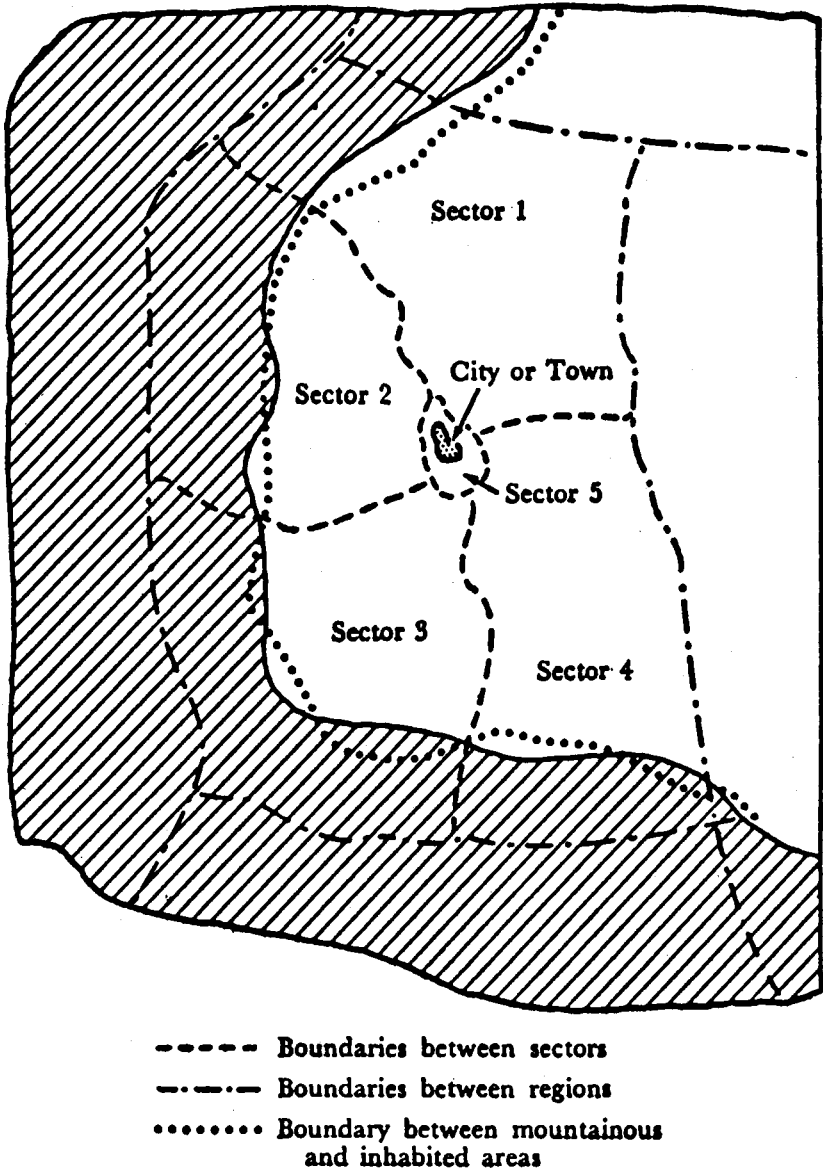 Sector 1
City or Town
Sector 2
Sector 5
Sector 3
Sector 4
Boundaries between sectors
Boundaries between regions
Boundary between mountainous
and inhabited areas